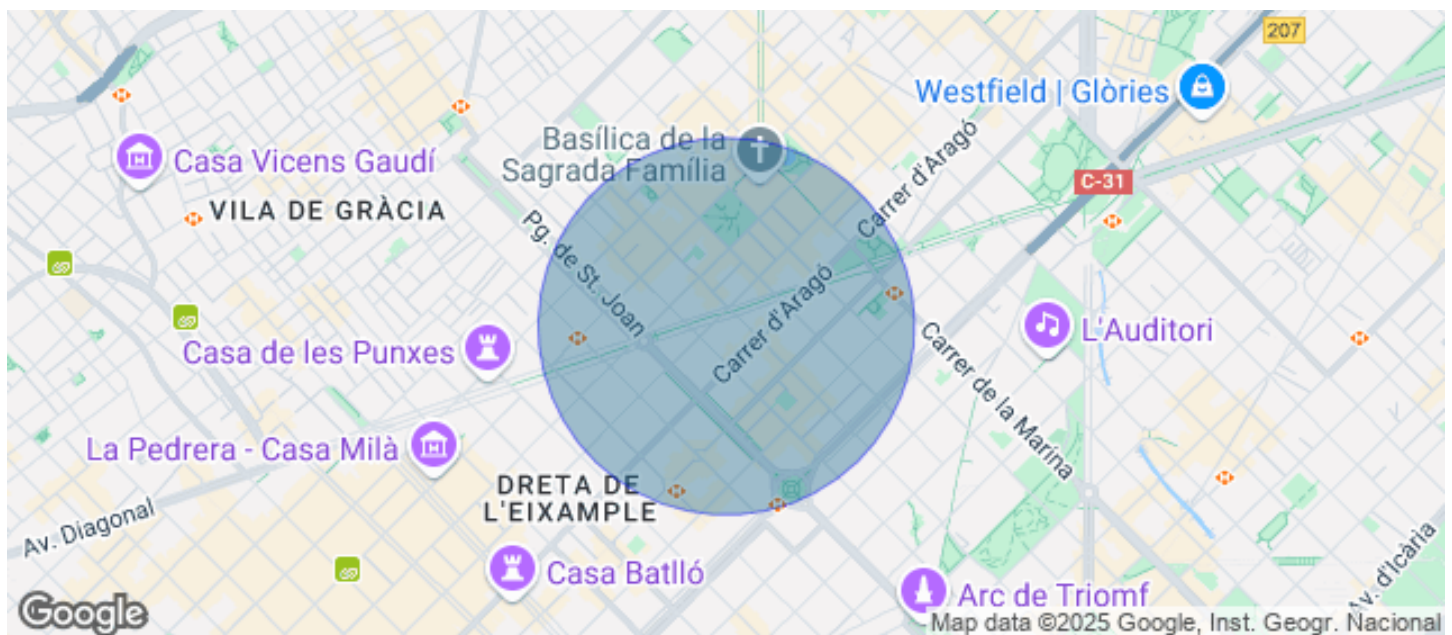 207
Westfield | Glòries
Basílica de la
Sagrada Família
Carrer d'Aragó
Casa Vicens Gaudí
C-31
VILA DE GRÀCIA
Pg. de St. Joan
Carrer d'Aragó
L'Auditori
Casa de les Punxes
Carrer de la Marina
La Pedrera - Casa Milà
DRETA DE
L'EIXAMPLE
Av. Diagonal
Casa Batlló
Av. d'Icària
Arc de Triomf
Google
Map data ©2025 Google, Inst. Geogr. Nacional